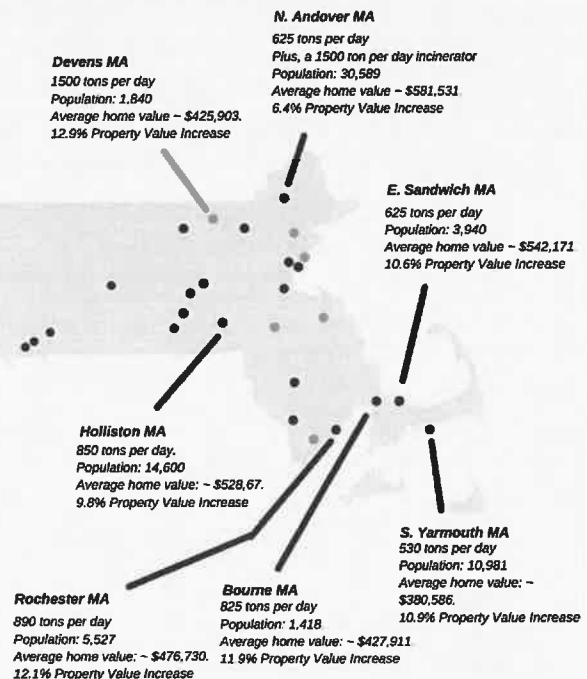 N. Andover MA
625 tons per day
Plus, a 1500 ton per day incinerator
Population: 30,589
Average home value ~ $581,531
6.4% Property Value Increase
Devens MA
1500 tons per day
Population: 1,840
Average home value ~ $425,903.
12.9% Property Value Increase
E. Sandwich MA
625 tons per day
Population: 3,940
Average home value ~ $542,171
10.6% Property Value Increase
Holliston MA
850 tons per day.
Population: 14,600
Average home value: ~ $528,67.
9.8% Property Value Increase
S. Yarmouth MA
530 tons per day
Population: 10,981
Average home value: ~
$380,586.
10.9% Property Value Increase
Rochester MA
890 tons per day
Population: 5,527
Average home value: ~ $476,730.
12.1% Property Value Increase
Bourne MA
825 tons per day
Population: 1,418
Average home value: ~ $427,911
11.9% Property Value Increase